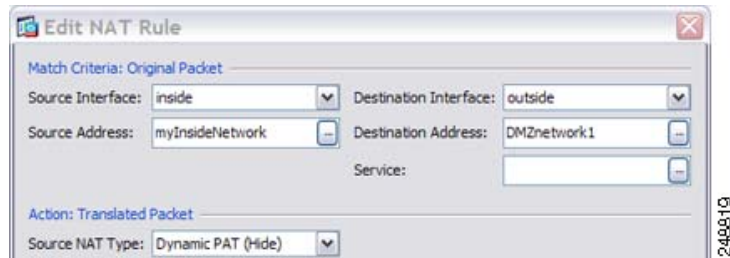 Edit NAT Rule
Match Criteria: Original Packet
Source Interface: inside Destination Interface: outside
Source Address: myInsideNetwork ... Destination Address: DMZnetwork1 ...
Service: ...
Action: Translated Packet
Source NAT Type: Dynamic PAT (Hide)
248819